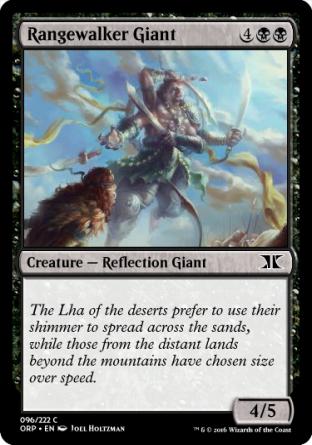 Rangewalker Giant 4
Creature — Reflection Giant
The Lha of the deserts prefer to use their
shimmer to spread across the sands,
while those from the distant lands
beyond the mountains have chosen size
over speed.
4/5
096/222 C
ORP • EN JOEL HOLTZMAN
™ & © 2016 Wizards of the Coast